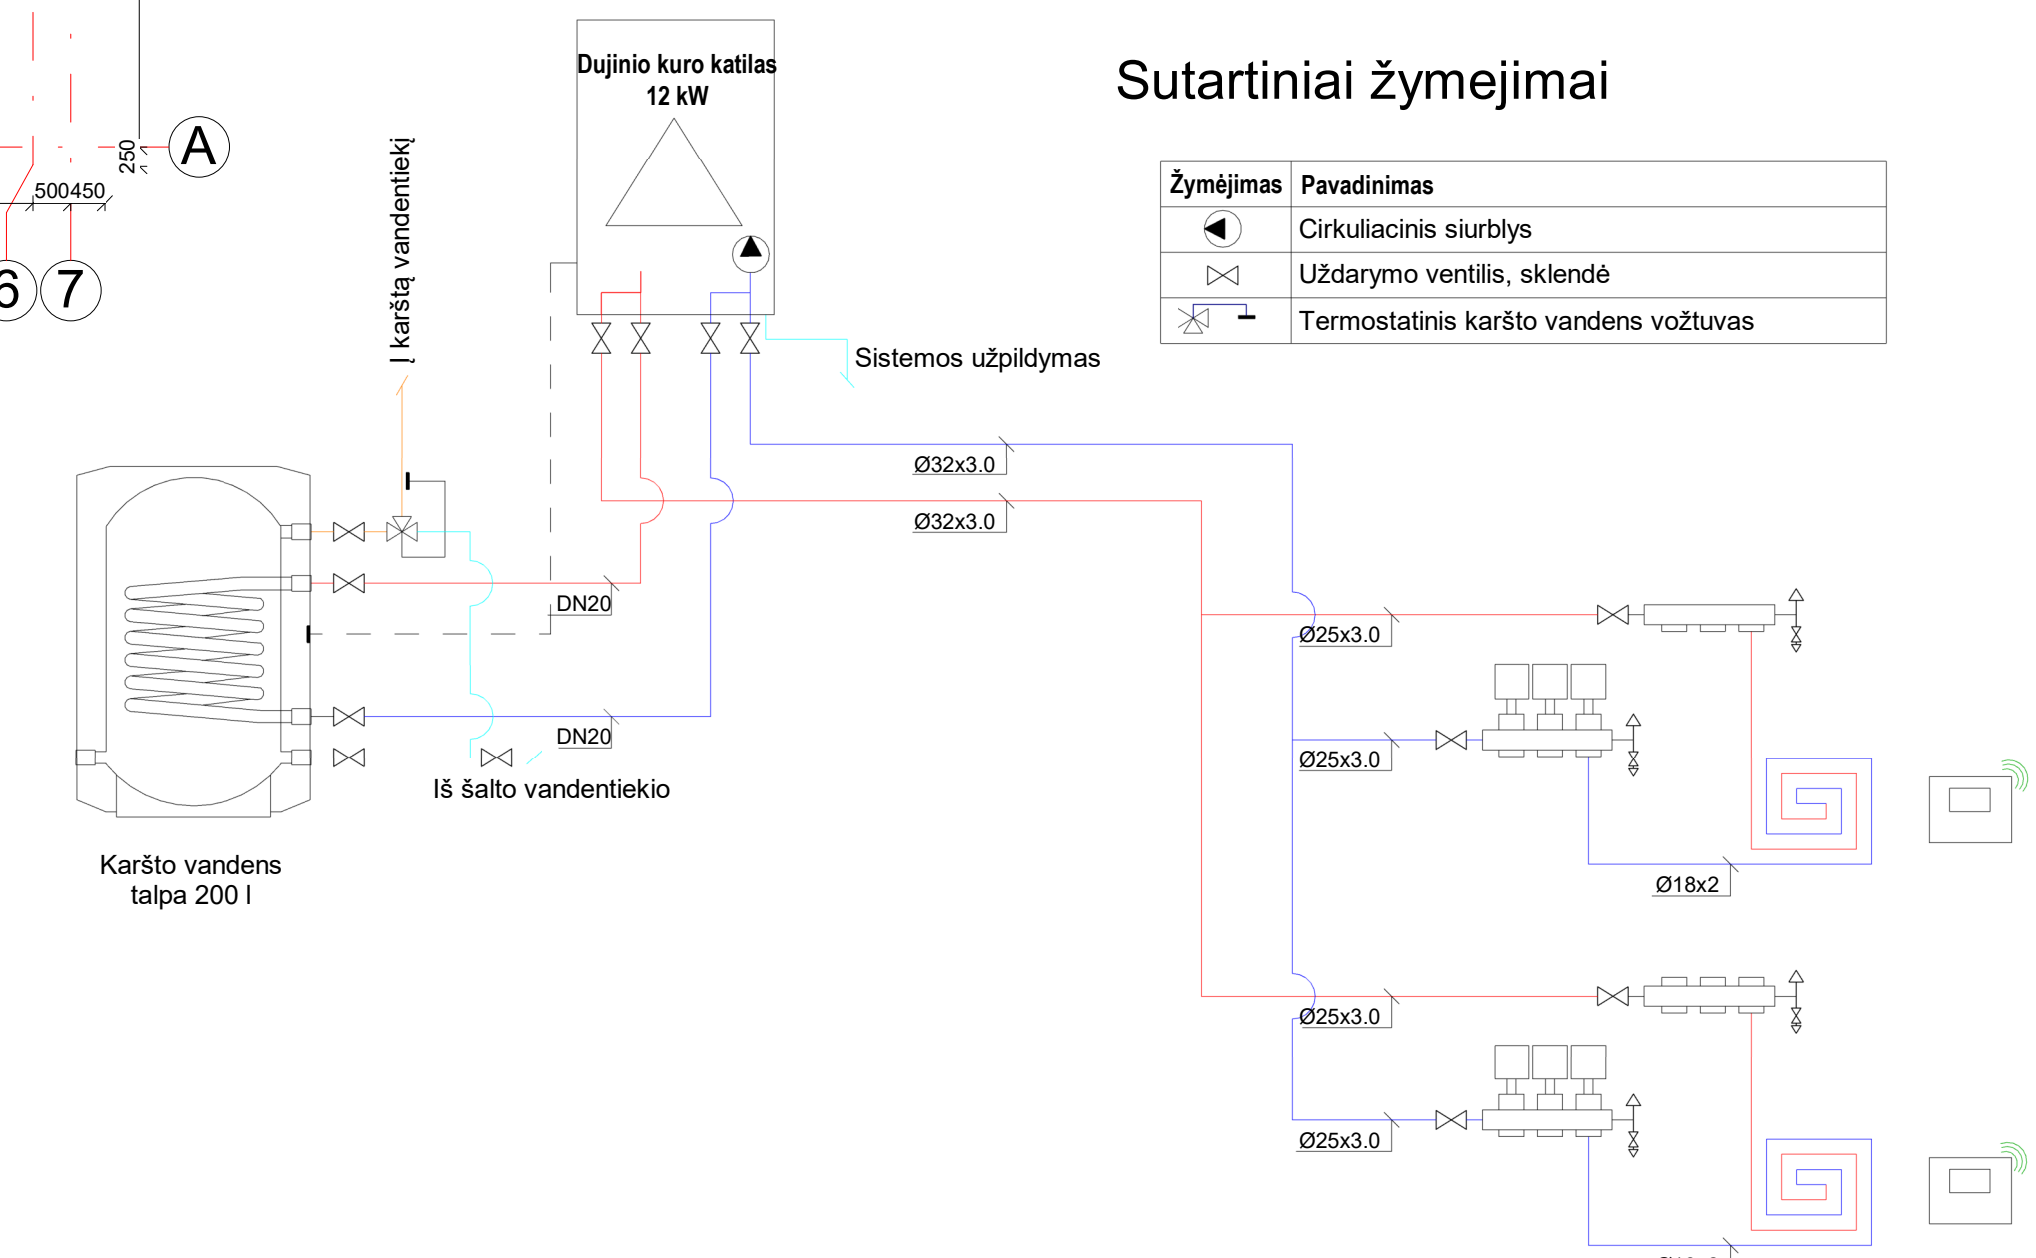 Dujinio kuro katilas
12 kW
Sutartiniai žymejimai
A
250
500450
7
Į karštą vandentiekį
Žymėjimas Pavadinimas
Cirkuliacinis siurblys
Uždarymo ventilis, sklendė
Termostatinis karšto vandens vožtuvas
Sistemos užpildymas
Ø32x3.0
Ø32x3.0
DN20
Ø25x3.0
DN20
Ø25x3.0
Iš šalto vandentiekio
Karšto vandens
talpa 200 l
Ø18x2
Ø25x3.0
Ø25x3.0